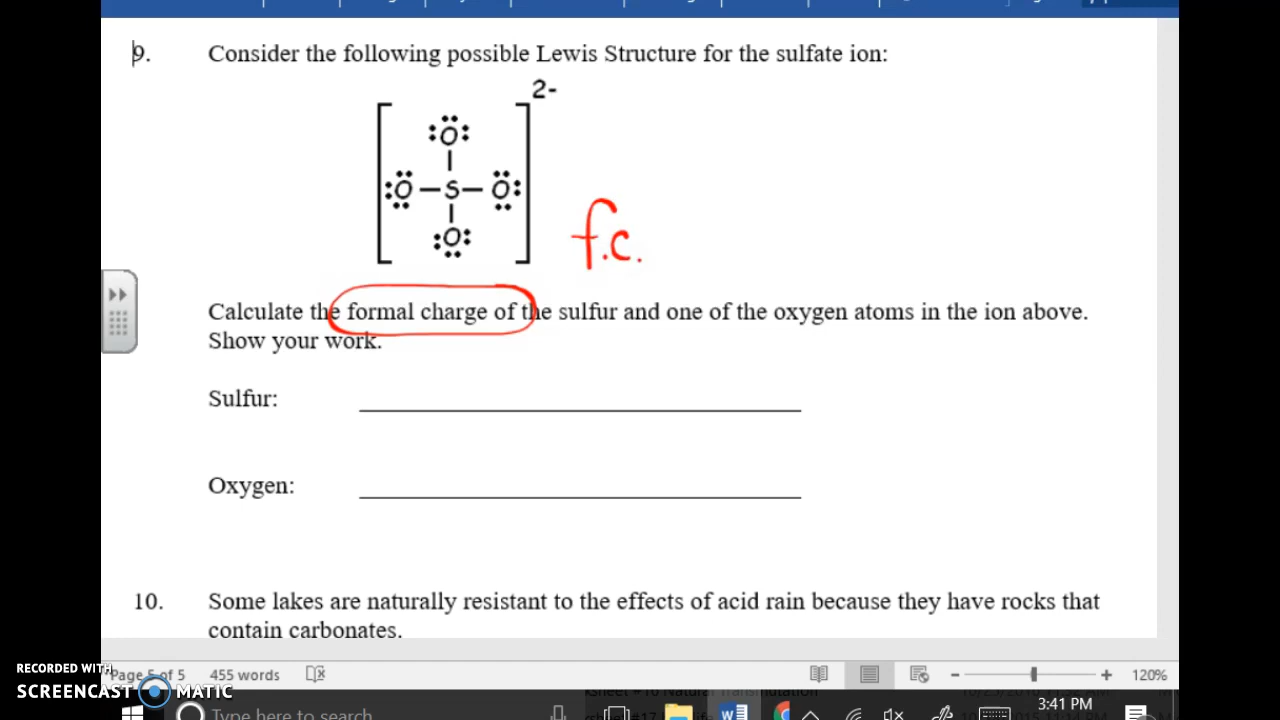 9. Consider the following possible Lewis Structure for the sulfate ion:
2-
O
O S O
O
f.c.
Calculate the formal charge of the sulfur and one of the oxygen atoms in the ion above.
Show your work.
Sulfur:
Oxygen:
10. Some lakes are naturally resistant to the effects of acid rain because they have rocks that
contain carbonates.
Page 5 of 5 455 words 120%
RECORDED WITH
SCREENCAST MATIC
Type here to search
3:41 PM